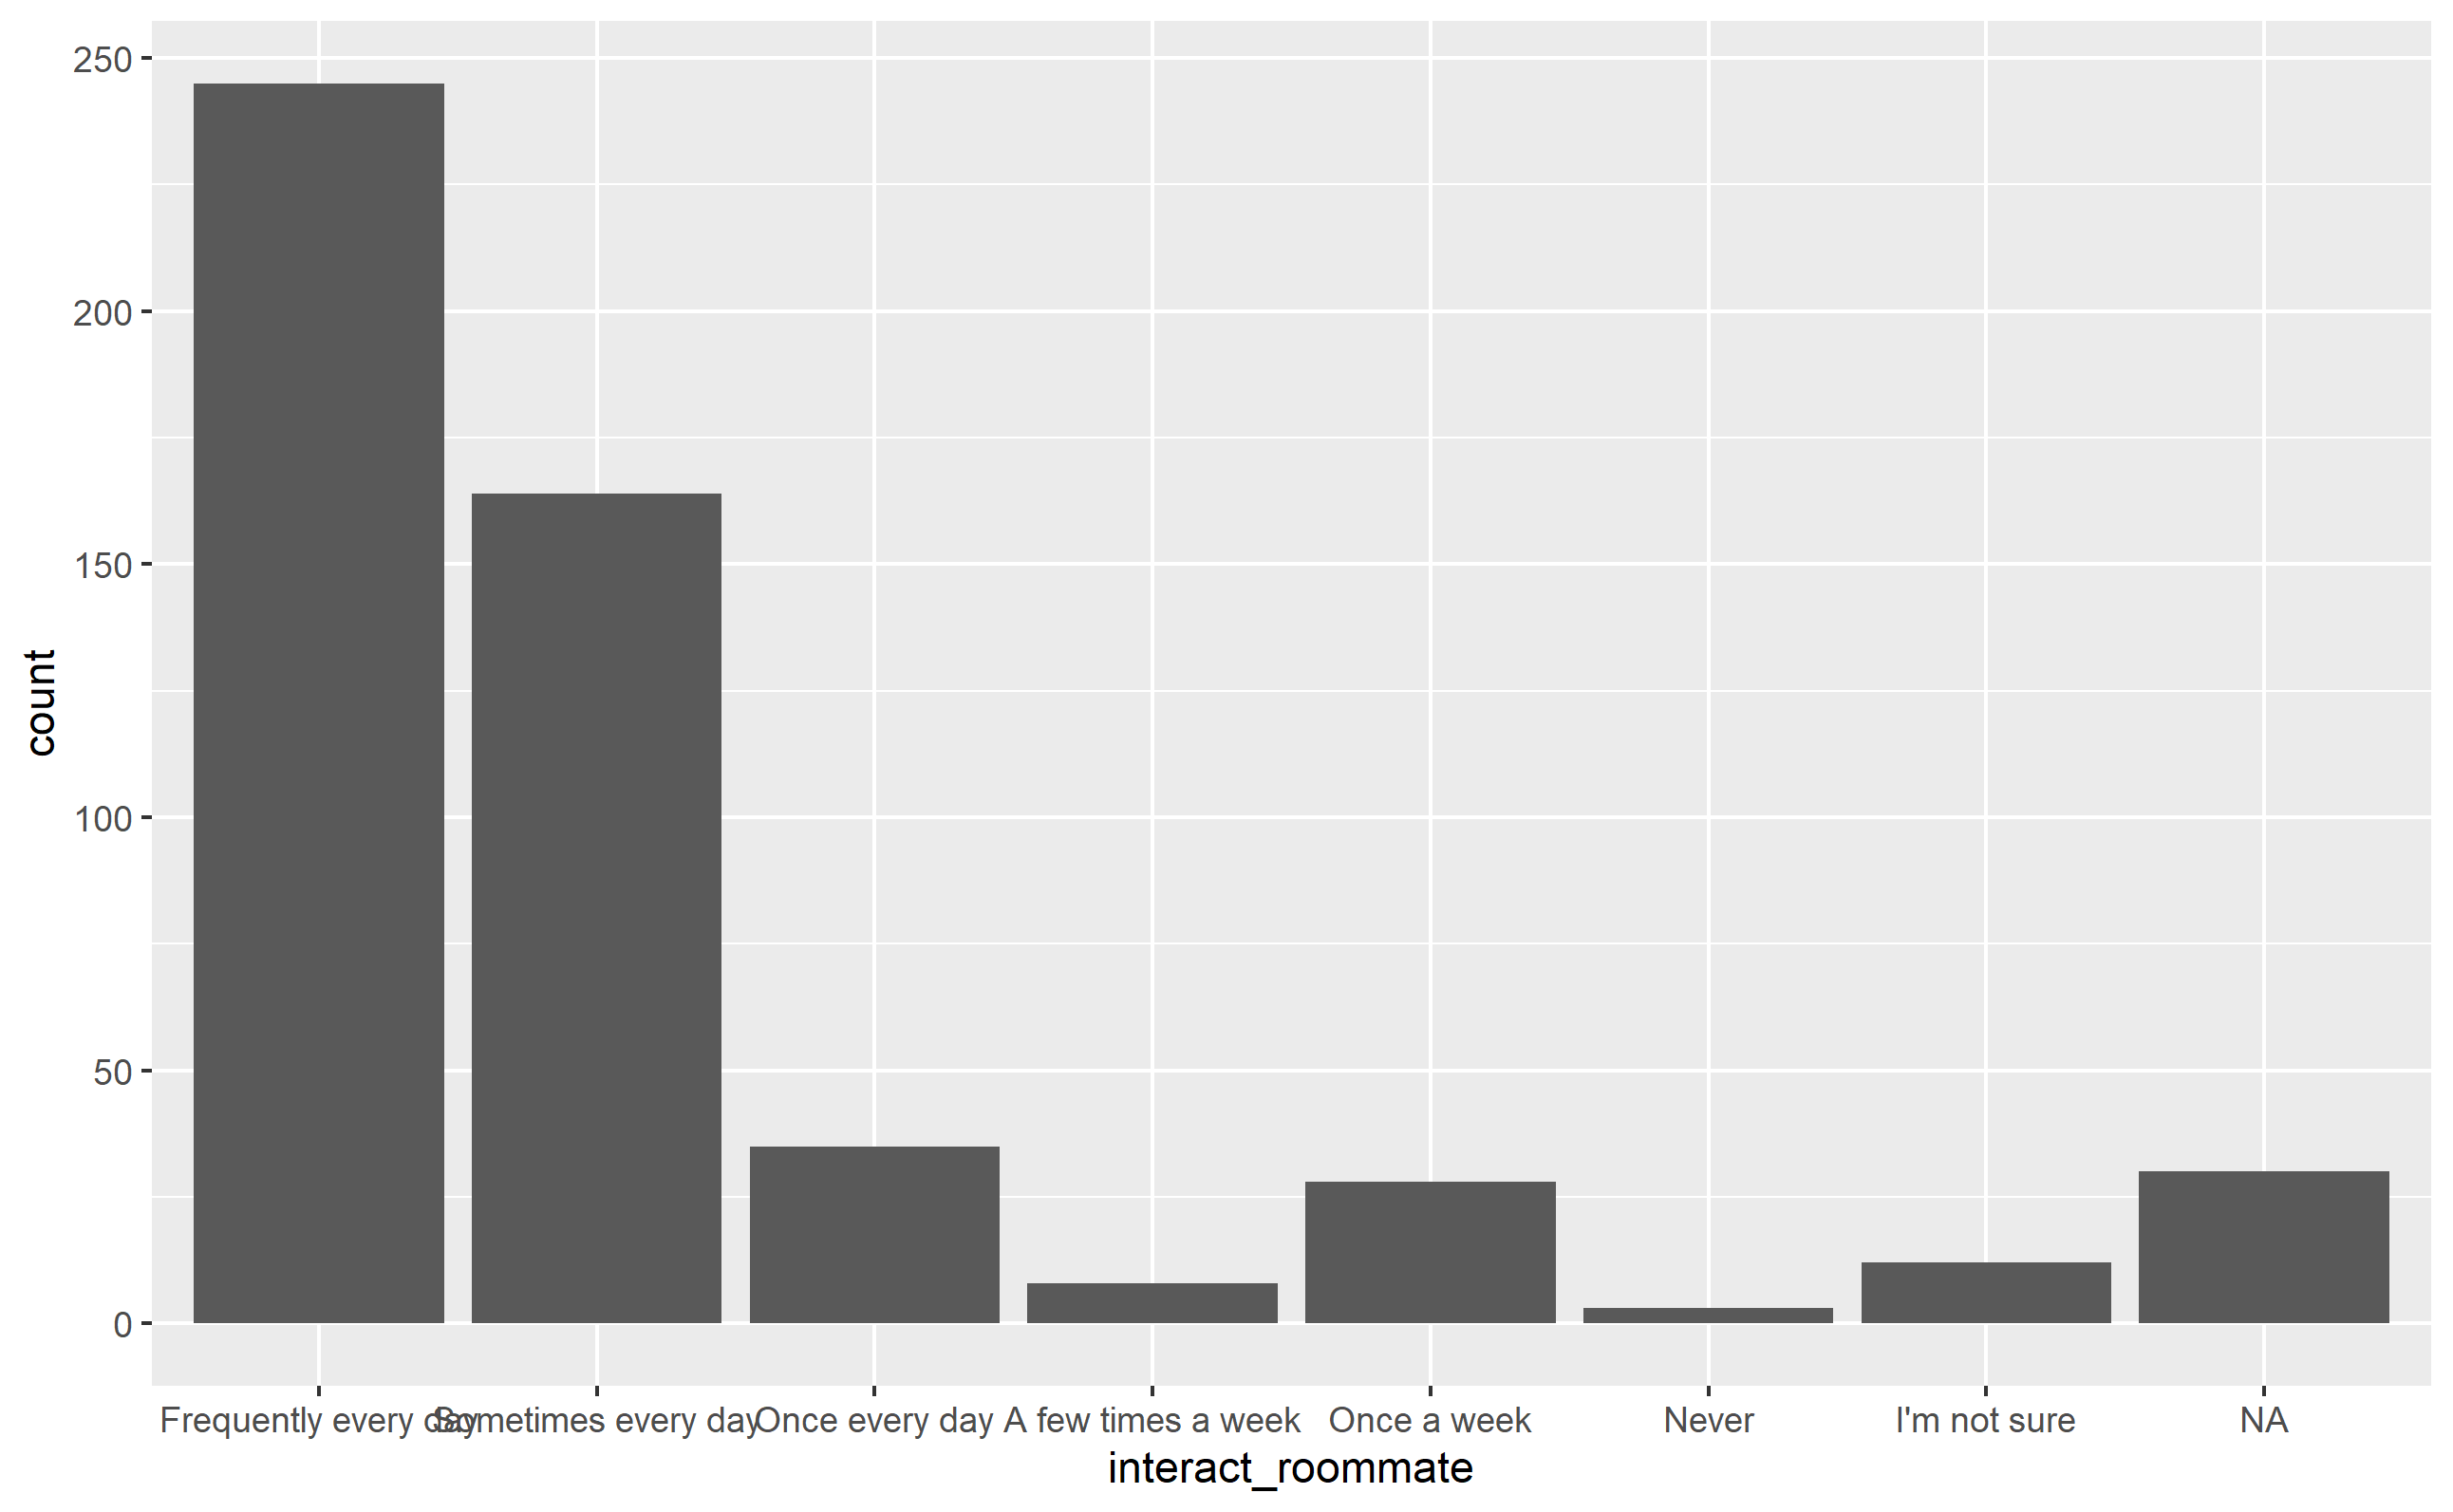 250
200
150
100
50
0
count
Frequently every day Sometimes every day Once every day A few times a week Once a week Never I'm not sure NA
interact_roommate